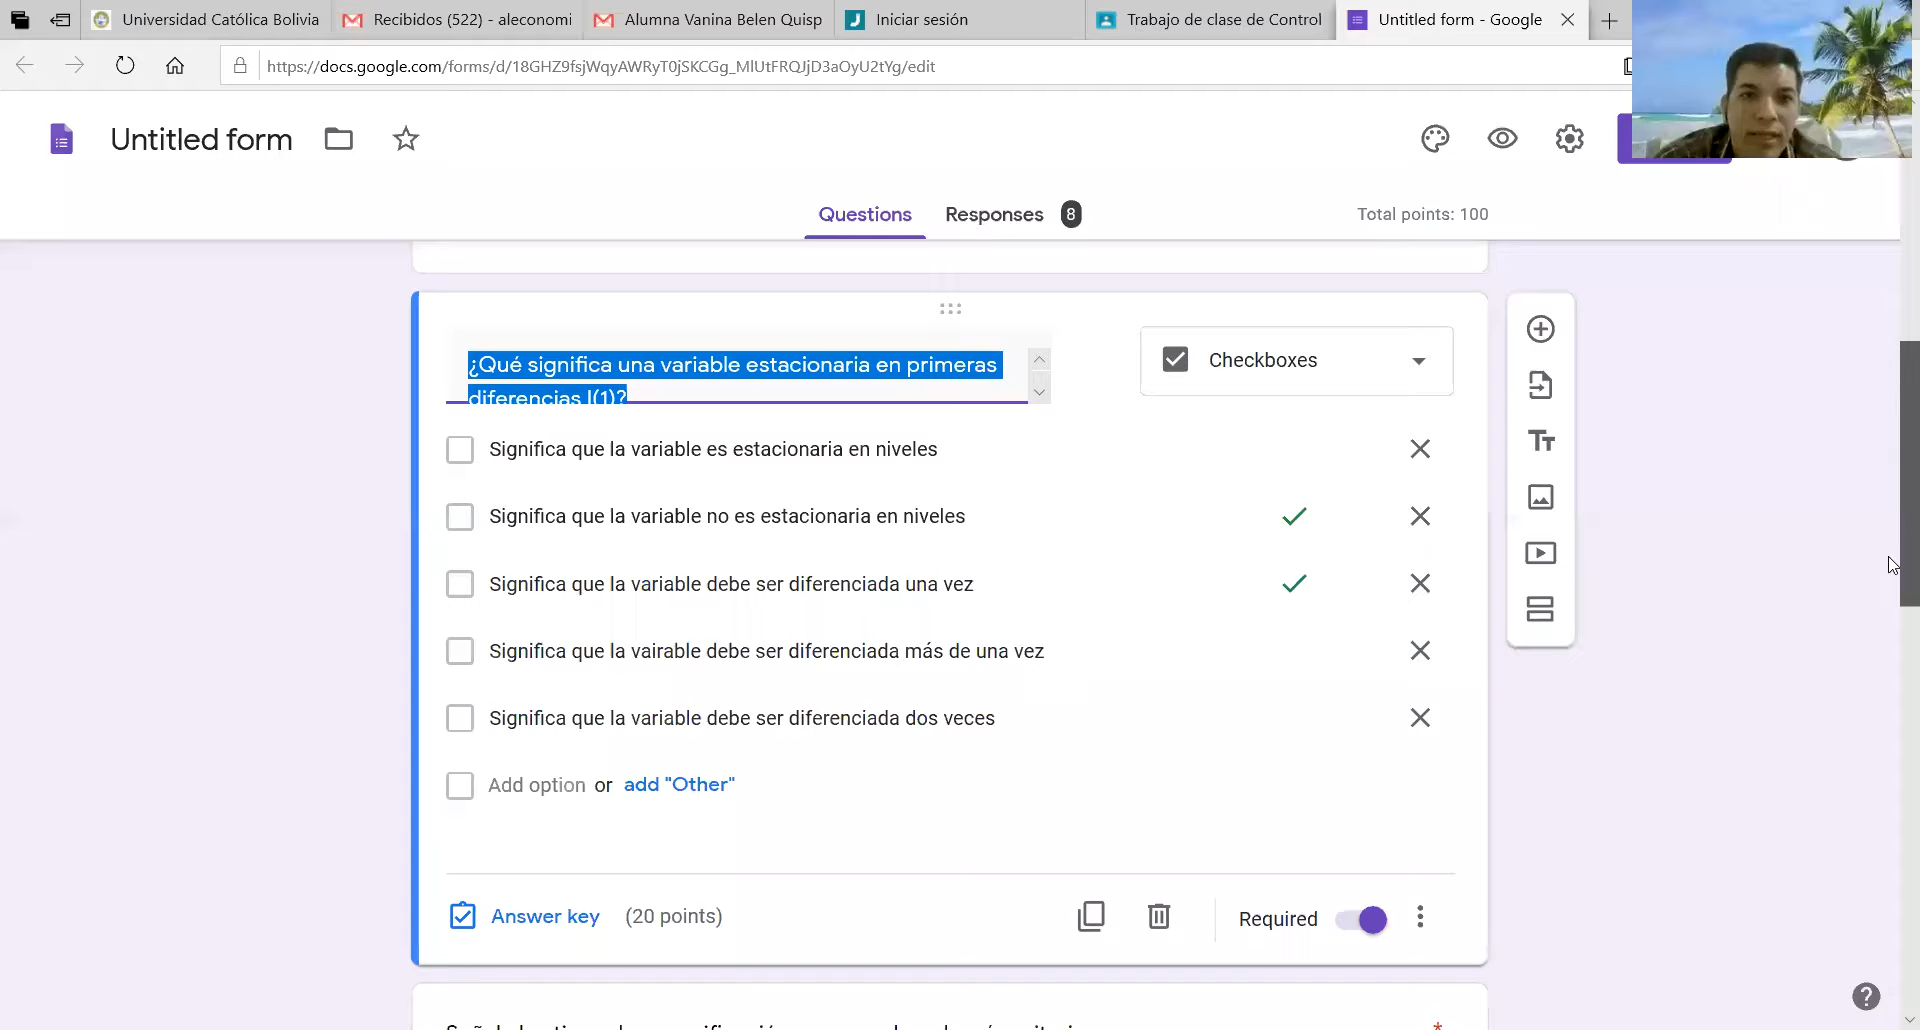 Universidad Católica Bolivia
Recibidos (522) - aleconomi
Alumna Vanina Belen Quisp
Iniciar sesión
Trabajo de clase de Control
Untitled form - Google
https://docs.google.com/forms/d/18GHZ9fsjWqyAWRyT0jSKCGg_MlUtFRQJjD3aOyU2tYg/edit
Untitled form
Questions
Responses 8
Total points: 100
¿Qué significa una variable estacionaria en primeras
diferencias I(1)?
Checkboxes
Significa que la variable es estacionaria en niveles
Significa que la variable no es estacionaria en niveles
Significa que la variable debe ser diferenciada una vez
Significa que la vairable debe ser diferenciada más de una vez
Significa que la variable debe ser diferenciada dos veces
Add option or add "Other"
Answer key (20 points)
Required